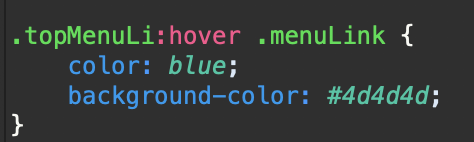 .topMenuLi:hover .menuLink {
    color: blue;
    background-color: #4d4d4d;
}